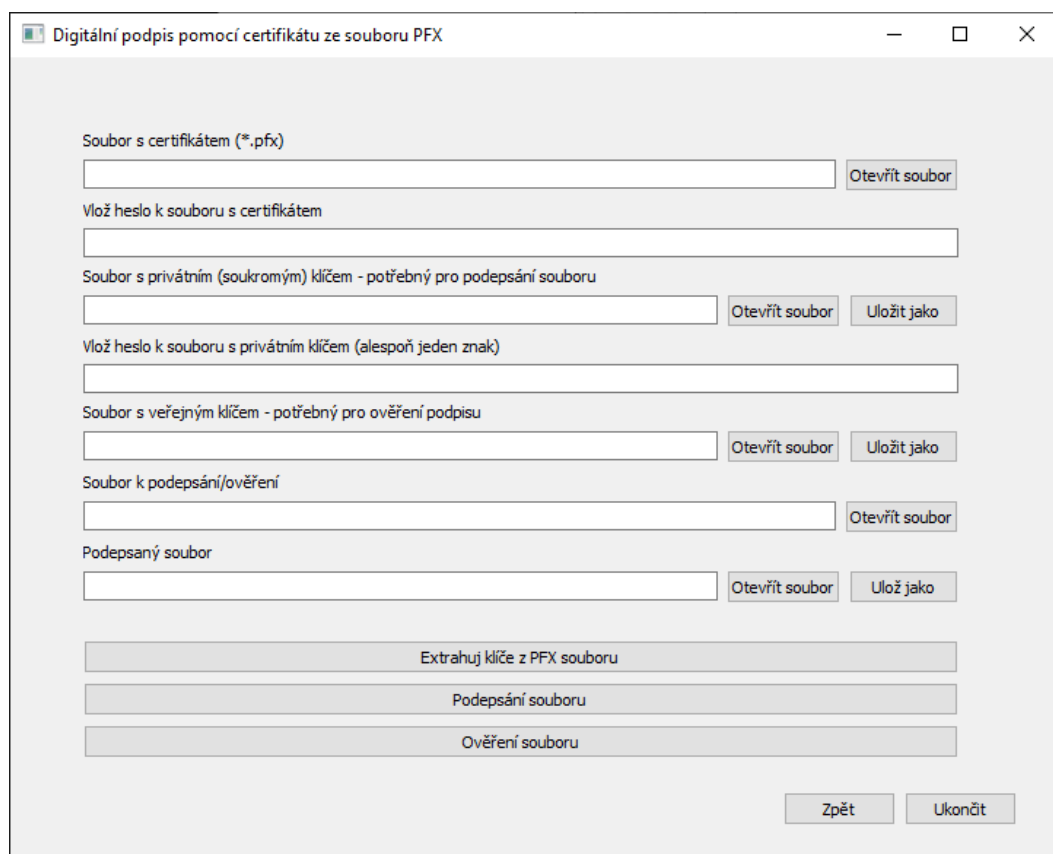 Digitální podpis pomocí certifikátu ze souboru PFX
Soubor s certifikátem (*.pfx)
Otevřít soubor
Vlož heslo k souboru s certifikátem
Soubor s privátním (soukromým) klíčem - potřebný pro podepsání souboru
Otevřít soubor Uložit jako
Vlož heslo k souboru s privátním klíčem (alespoň jeden znak)
Soubor s veřejným klíčem - potřebný pro ověření podpisu
Otevřít soubor Uložit jako
Soubor k podepsání/ověření
Otevřít soubor
Podepsaný soubor
Otevřít soubor Ulož jako
Extrahuj klíče z PFX souboru
Podepsání souboru
Ověření souboru
Zpět Ukončit